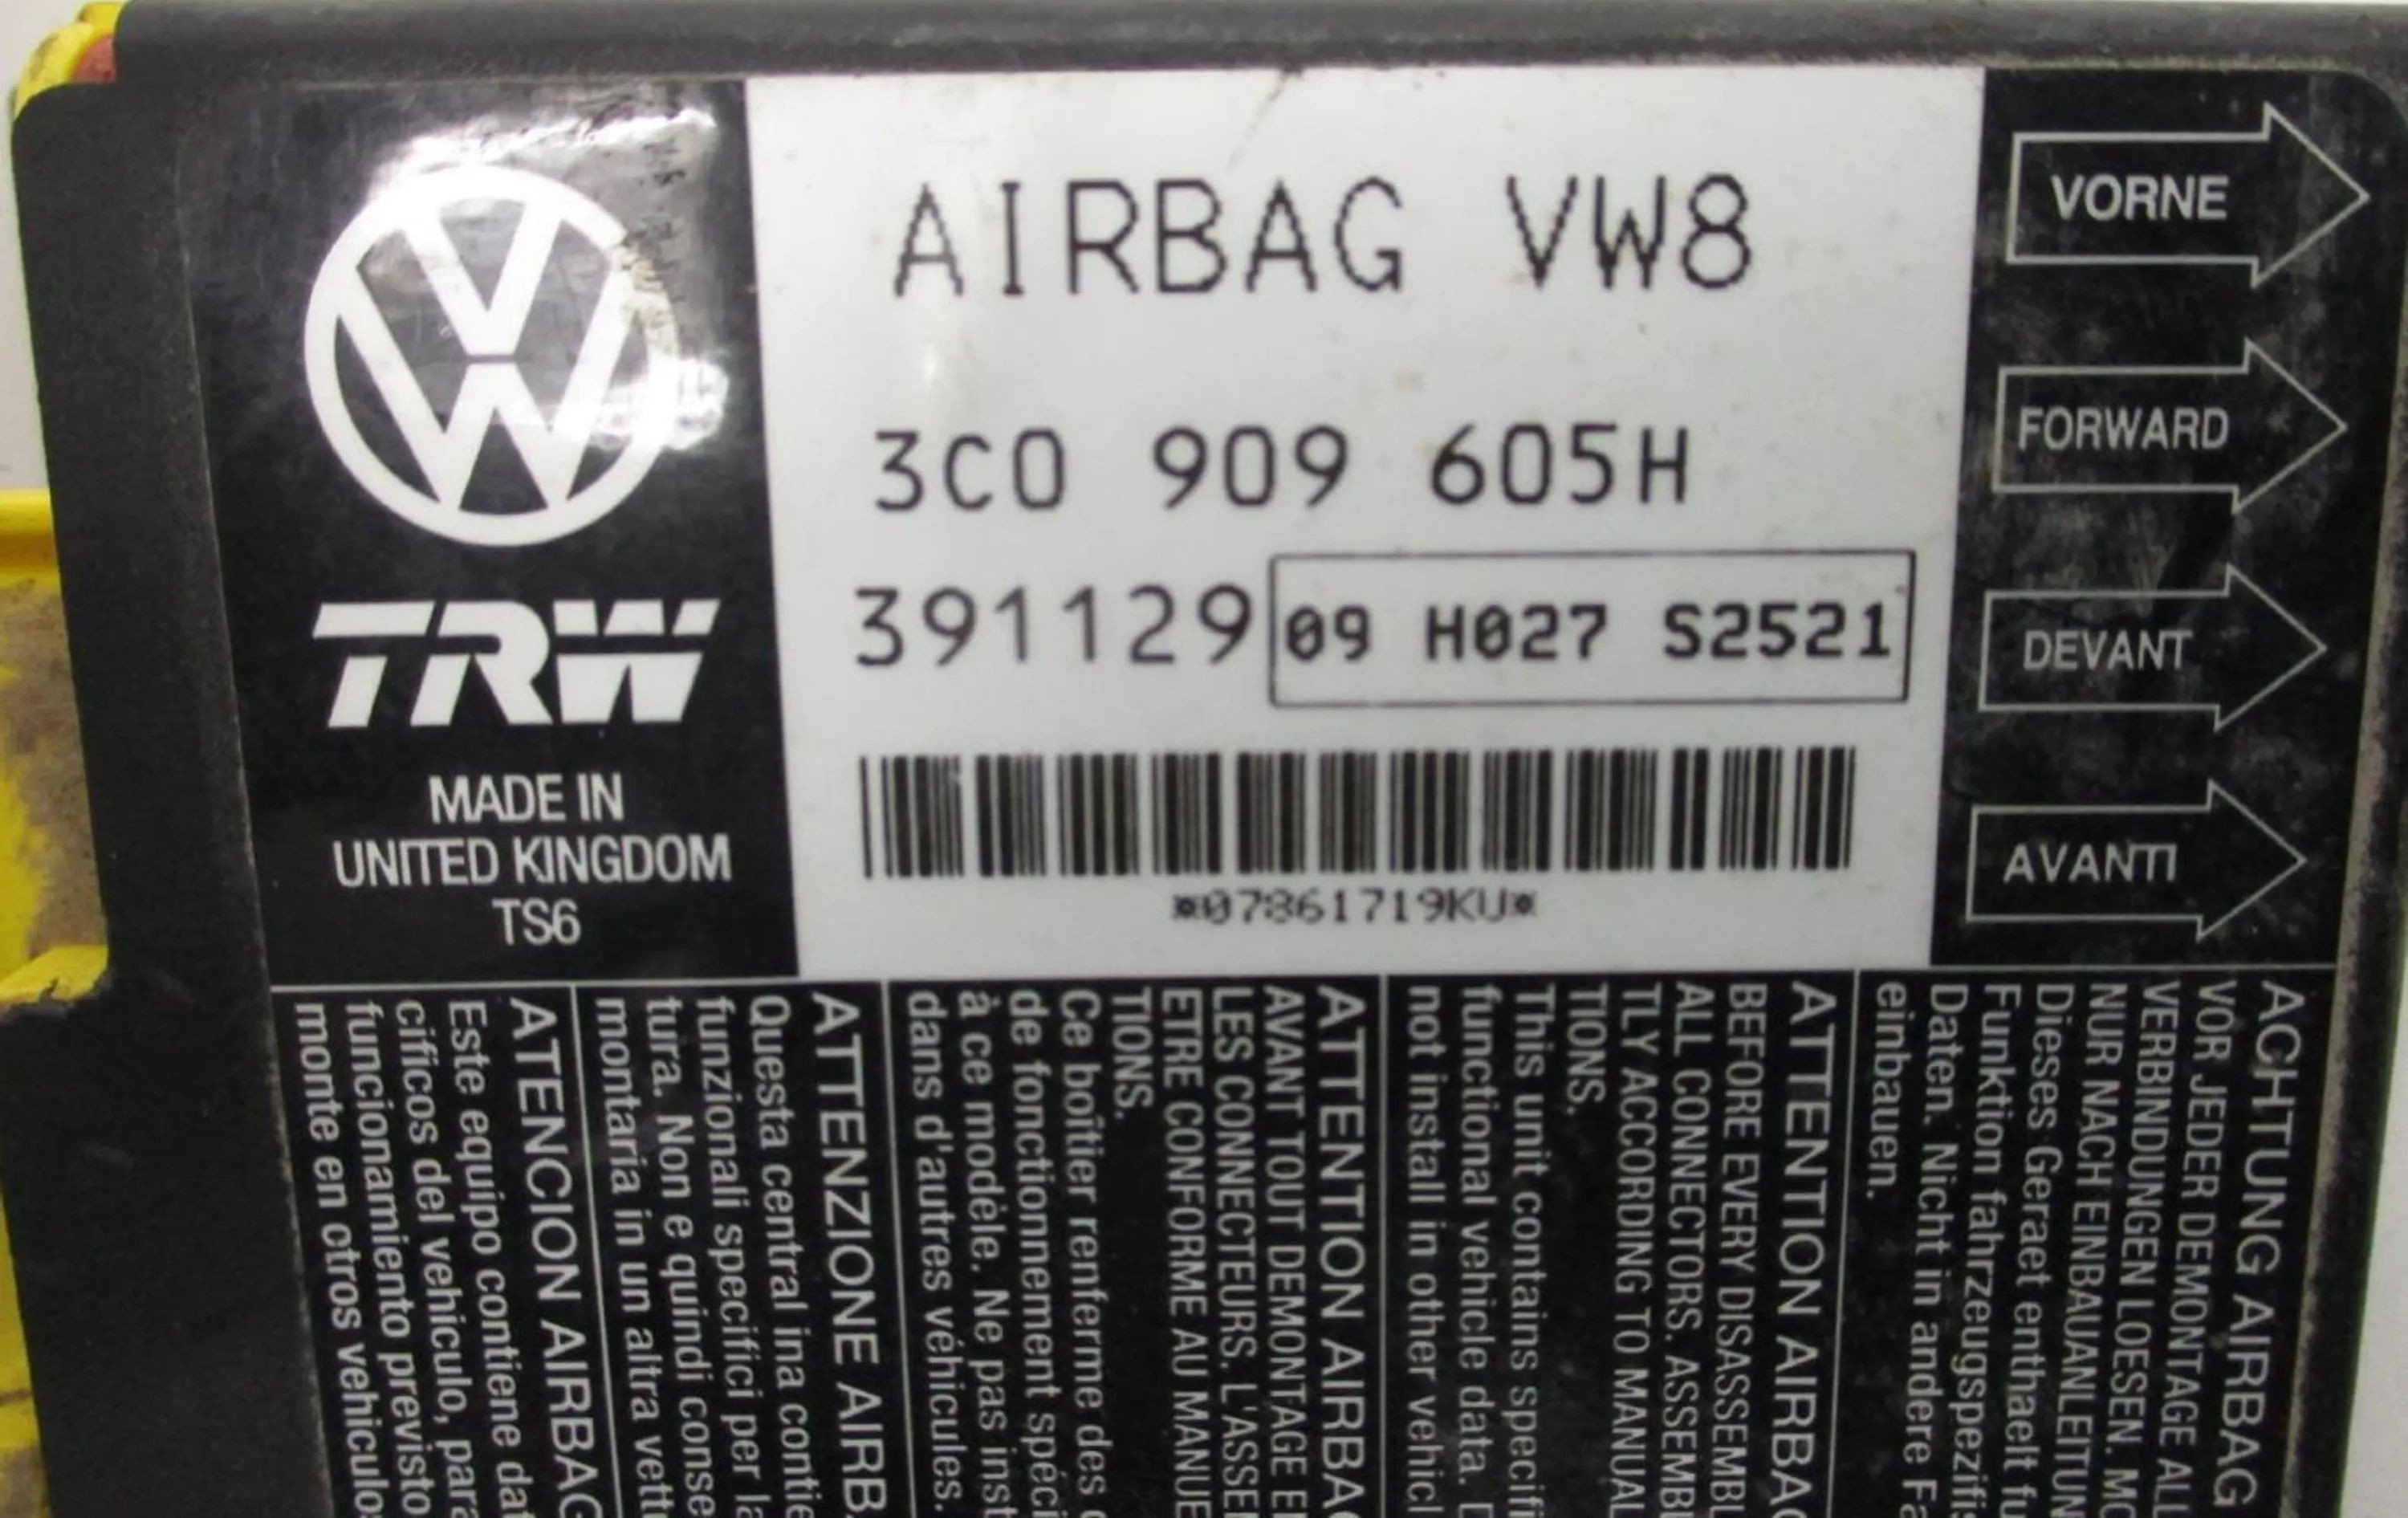 AIRBAG VW8
3C0 909 605H
391129 09 H027 S2521
*07861719KU*
TRW
MADE IN
UNITED KINGDOM
TS6
VORNE
FORWARD
DEVANT
AVANTI
ACHTUNG AIRBAG
VOR JEDER DEMONTAGE ALL
VERBINDUNGEN LOESEN. MO
NUR NACH EINBAUANLEITUN
Dieses Geraet enthaelt fu
Funktion fahrzeugspezifis
Daten. Nicht in andere Fa
einbauen.
ATTENTION AIRBAG
BEFORE EVERY DISASSEMBL
ALL CONNECTORS. ASSEMBL
TLY ACCORDING TO MANUAL
TIONS.
This unit contains specifi
functional vehicle data. D
not install in other vehicl
ATTENTION AIRBAG
AVANT TOUT DEMONTAGE E
LES CONNECTEURS. L'ASSE
ETRE CONFORME AU MANUE
TIONS.
Ce boîtier renferme des
de fonctionnement spéci
à ce modèle. Ne pas inst
dans d'autres véhicules.
ATTENZIONE AIRBA
Questa central ina contie
funzionali specifici per la
tura. Non e quindi conse
montaria in un altra vettu
ATENCION AIRBAG
Este equipo contiene dat
cificos del vehiculo, para
funcionamiento previsto
monte en otros vehiculos